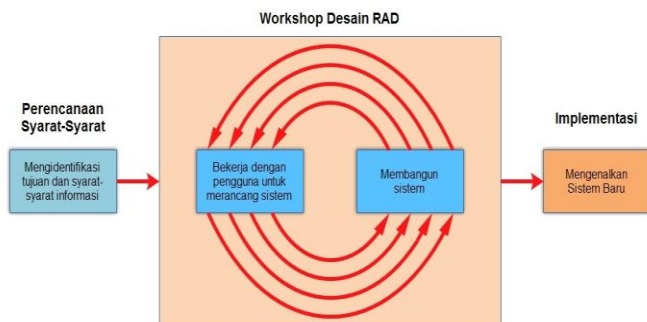 Workshop Desain RAD
Perencanaan
Syarat-Syarat
Mengidentifikasi
tujuan dan syarat-
syarat informasi
Bekerja dengan
pengguna untuk
merancang sistem
Membangun
sistem
Implementasi
Mengenalkan
Sistem Baru